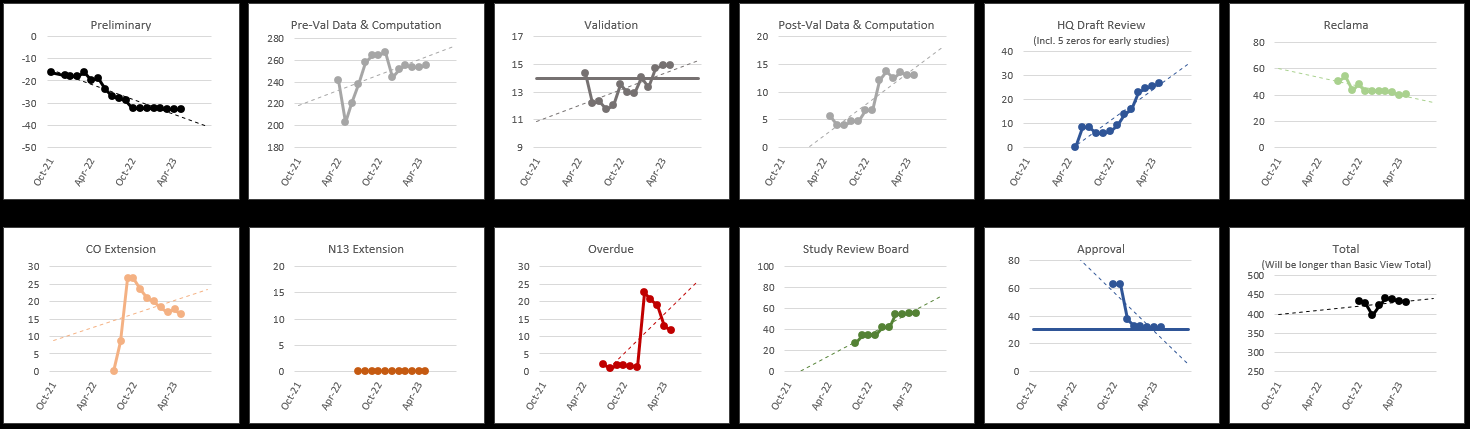 Preliminary
0
-10
-20
-30
-40
-50
Oct-21
Apr-22
Oct-22
Apr-23
Pre-Val Data & Computation
280
260
240
220
200
180
Oct-21
Apr-22
Oct-22
Apr-23
Validation
17
15
13
11
9
Oct-21
Apr-22
Oct-22
Apr-23
Post-Val Data & Computation
20
15
10
5
0
Oct-21
Apr-22
Oct-22
Apr-23
HQ Draft Review
(Incl. 5 zeros for early studies)
40
30
20
10
0
Oct-21
Apr-22
Oct-22
Apr-23
Reclama
80
60
40
20
0
Oct-21
Apr-22
Oct-22
Apr-23
CO Extension
30
25
20
15
10
5
0
Oct-21
Apr-22
Oct-22
Apr-23
N13 Extension
20
15
10
5
0
Oct-21
Apr-22
Oct-22
Apr-23
Overdue
30
25
20
15
10
5
0
Oct-21
Apr-22
Oct-22
Apr-23
Study Review Board
100
80
60
40
20
0
Oct-21
Apr-22
Oct-22
Apr-23
Approval
80
60
40
20
0
Oct-21
Apr-22
Oct-22
Apr-23
Total
(Will be longer than Basic View Total)
500
450
400
350
300
250
Oct-21
Apr-22
Oct-22
Apr-23